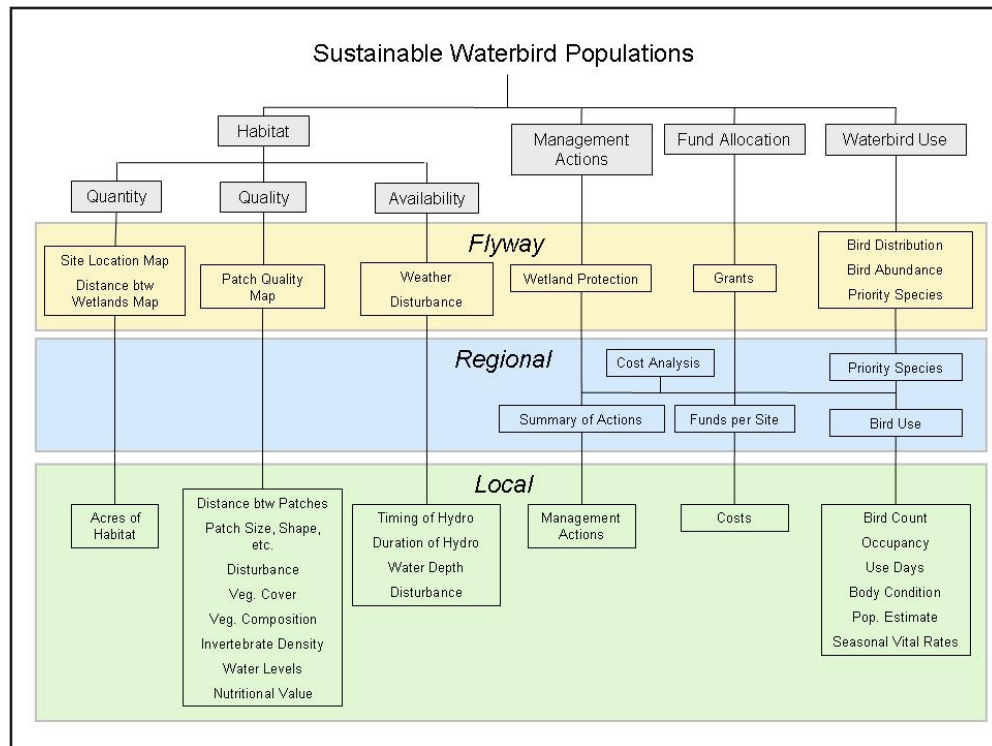 Sustainable Waterbird Populations
Habitat
Management
Actions
Fund Allocation
Waterbird Use
Quantity
Quality
Availability
Flyway
Site Location Map
Distance btw
Wetlands Map
Patch Quality
Map
Weather
Disturbance
Wetland Protection
Grants
Bird Distribution
Bird Abundance
Priority Species
Regional
Cost Analysis
Priority Species
Summary of Actions
Funds per Site
Bird Use
Local
Acres of
Habitat
Distance btw Patches
Patch Size, Shape,
etc.
Disturbance
Veg. Cover
Veg. Composition
Invertebrate Density
Water Levels
Nutritional Value
Timing of Hydro
Duration of Hydro
Water Depth
Disturbance
Management
Actions
Costs
Bird Count
Occupancy
Use Days
Body Condition
Pop. Estimate
Seasonal Vital Rates